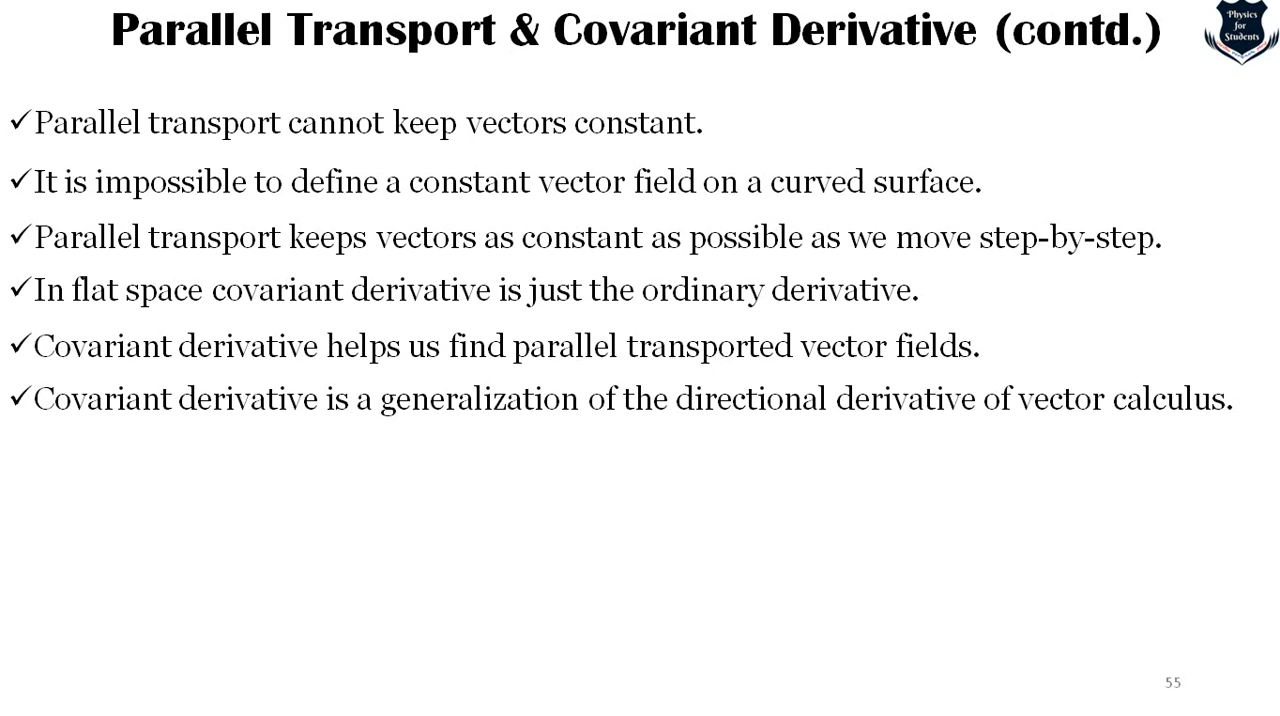 Parallel Transport & Covariant Derivative (contd.)
Physics
for
Students
✓Parallel transport cannot keep vectors constant.
✓It is impossible to define a constant vector field on a curved surface.
✓Parallel transport keeps vectors as constant as possible as we move step-by-step.
✓In flat space covariant derivative is just the ordinary derivative.
✓Covariant derivative helps us find parallel transported vector fields.
✓Covariant derivative is a generalization of the directional derivative of vector calculus.
55